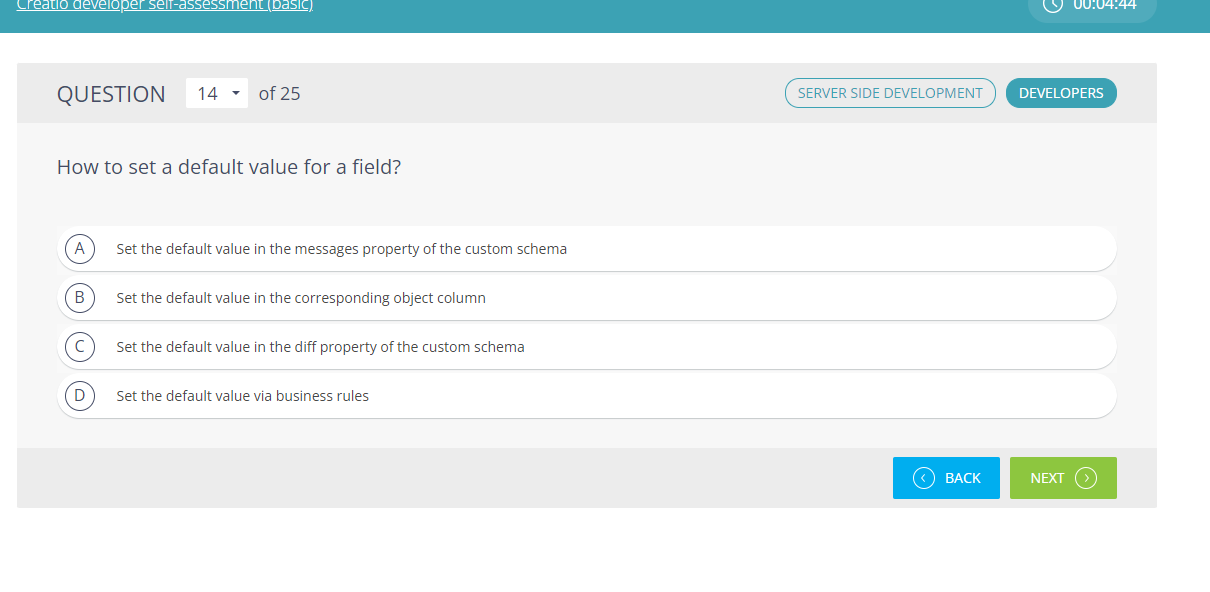 Creatio developer self-assessment (basic)
00:04:44
QUESTION 14 of 25
SERVER SIDE DEVELOPMENT
DEVELOPERS
How to set a default value for a field?
A Set the default value in the messages property of the custom schema
B Set the default value in the corresponding object column
C Set the default value in the diff property of the custom schema
D Set the default value via business rules
BACK
NEXT